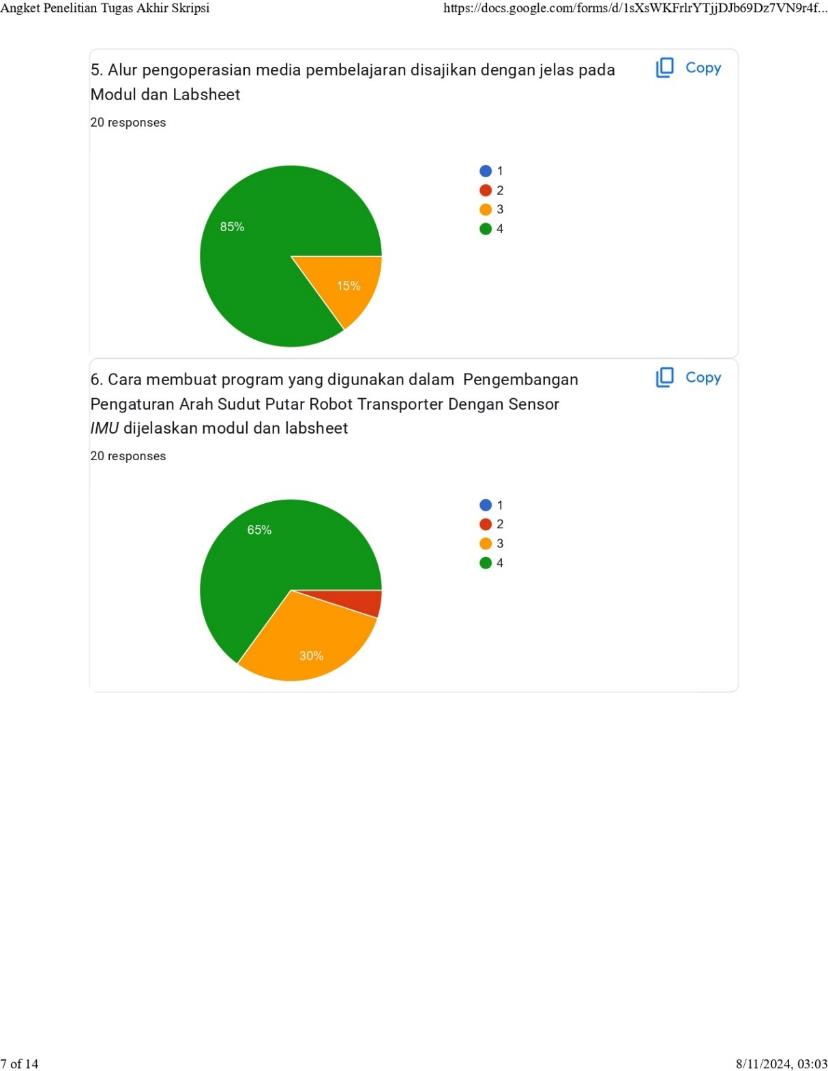 Angket Penelitian Tugas Akhir Skripsi
https://docs.google.com/forms/d/1sXsWKFrlrYTjjDJb69Dz7VN9r4f...
5. Alur pengoperasian media pembelajaran disajikan dengan jelas pada
Modul dan Labsheet
Copy
20 responses
85%
15%
1
2
3
4
6. Cara membuat program yang digunakan dalam Pengembangan
Pengaturan Arah Sudut Putar Robot Transporter Dengan Sensor
IMU dijelaskan modul dan labsheet
Copy
20 responses
65%
30%
1
2
3
4
7 of 14
8/11/2024, 03:03